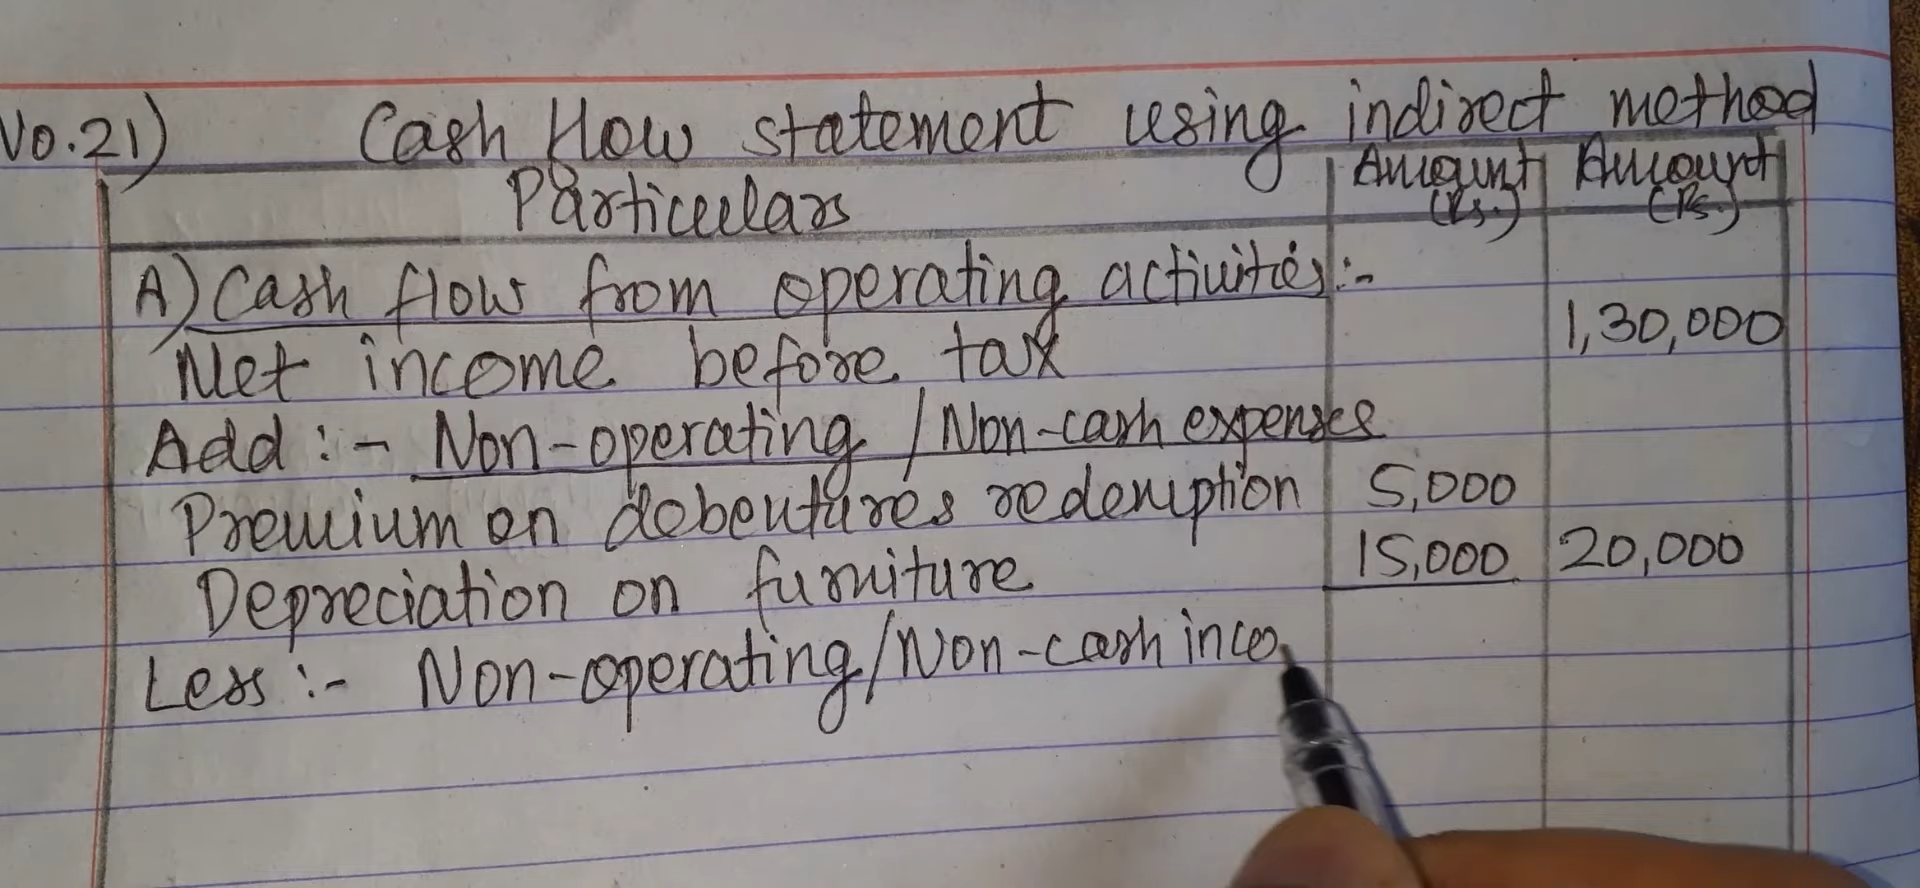 No.21) Cash flow statement using indirect method
Particulars Amount (Rs.) Amount (Rs.)
A) Cash flow from operating activities:-
Net income before tax 1,30,000
Add :- Non-operating / Non-cash expenses
Premium on debentures redemption 5,000
Depreciation on furniture 15,000 20,000
Less :- Non-operating/Non-cash inco